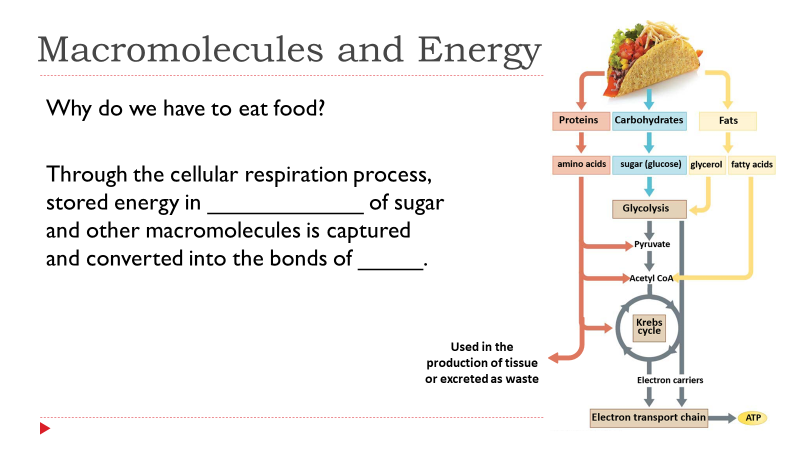 Macromolecules and Energy
Why do we have to eat food?
Through the cellular respiration process,
stored energy in ______________ of sugar
and other macromolecules is captured
and converted into the bonds of ______.
Proteins
Carbohydrates
Fats
amino acids
sugar (glucose)
glycerol
fatty acids
Glycolysis
Pyruvate
Acetyl CoA
Krebs
cycle
Used in the
production of tissue
or excreted as waste
Electron carriers
Electron transport chain
ATP